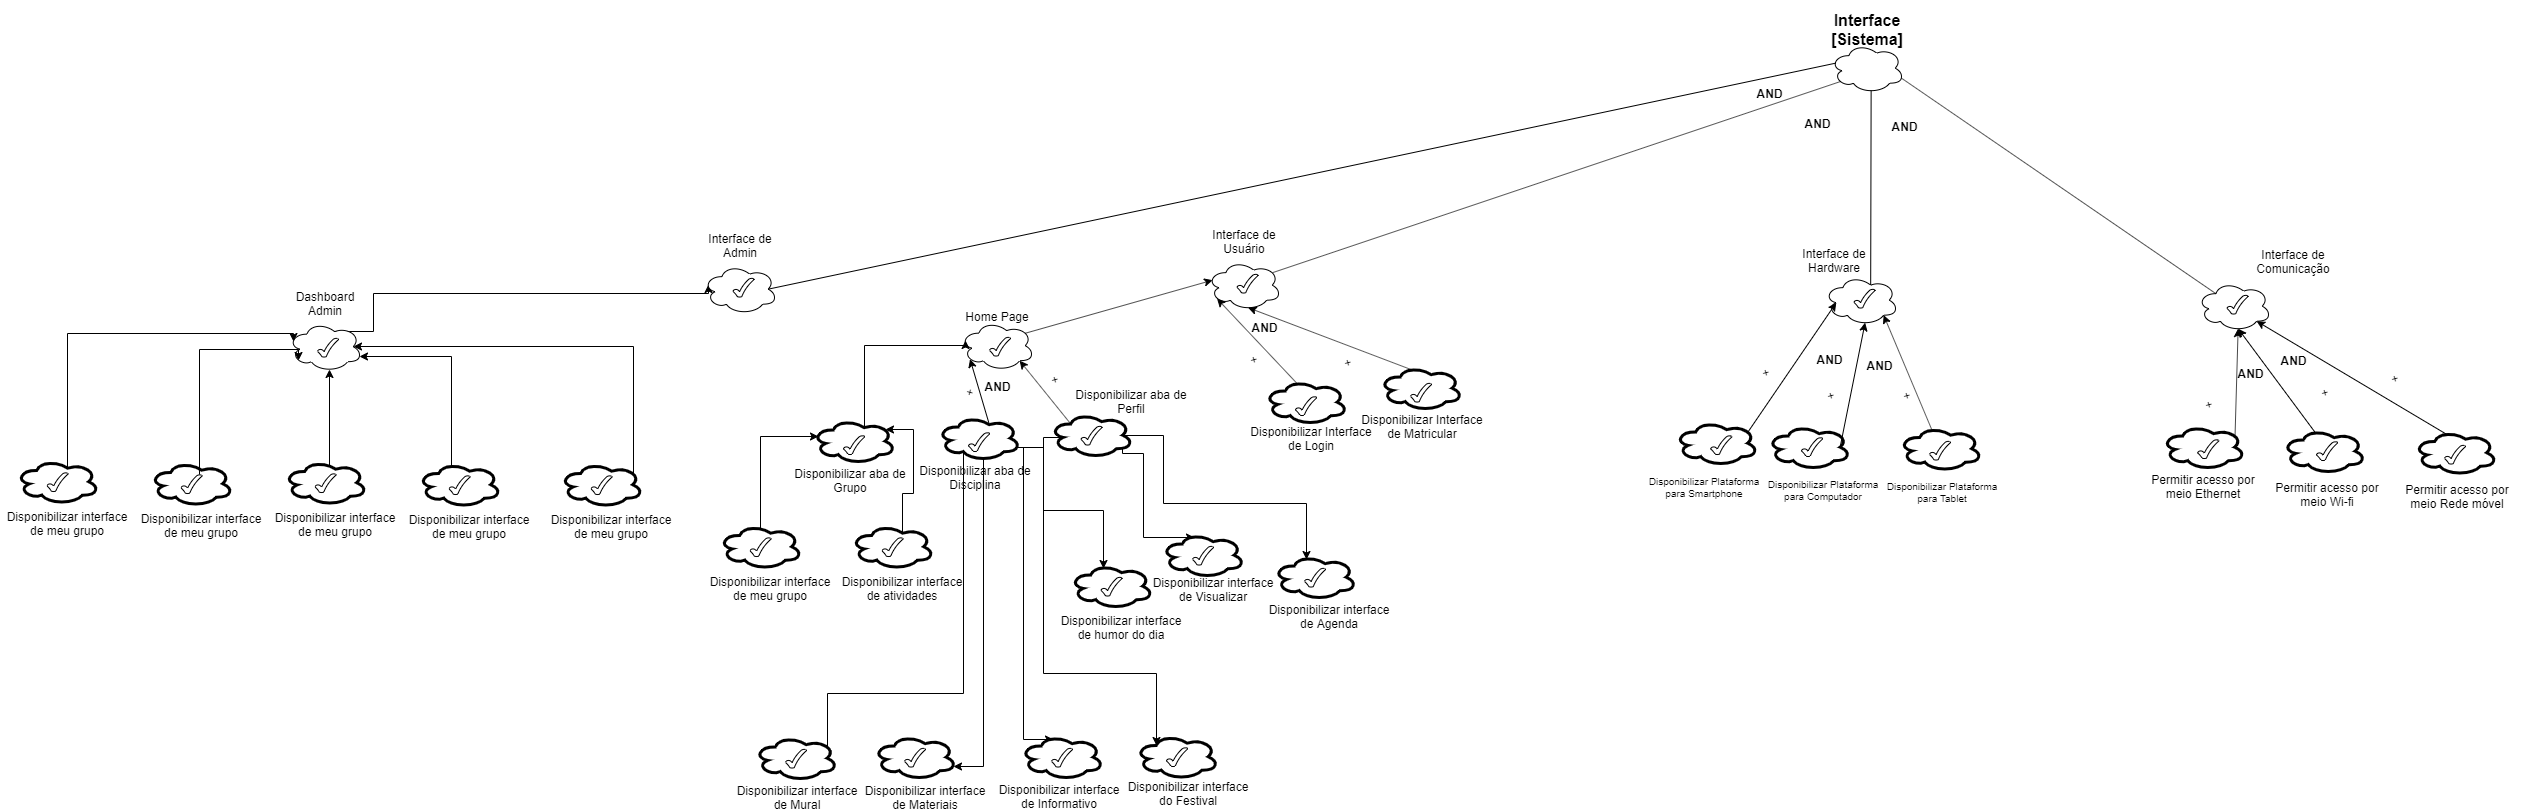 Interface
[Sistema]
AND
AND
AND
Interface de
Admin
Interface de
Usuário
Interface de
Hardware
Interface de
Comunicação
Dashboard
Admin
Home Page
AND
AND
AND
AND
AND
AND
Disponibilizar aba de
Perfil
Disponibilizar Interface
de Login
Disponibilizar Interface
de Matricular
Disponibilizar aba de
Grupo
Disponibilizar aba de
Disciplina
Disponibilizar Plataforma
para Smartphone
Disponibilizar Plataforma
para Computador
Disponibilizar Plataforma
para Tablet
Permitir acesso por
meio Ethernet
Permitir acesso por
meio Wi-fi
Permitir acesso por
meio Rede móvel
Disponibilizar interface
de meu grupo
Disponibilizar interface
de meu grupo
Disponibilizar interface
de meu grupo
Disponibilizar interface
de meu grupo
Disponibilizar interface
de meu grupo
Disponibilizar interface
de meu grupo
Disponibilizar interface
de atividades
Disponibilizar interface
de humor do dia
Disponibilizar interface
de Visualizar
Disponibilizar interface
de Agenda
Disponibilizar interface
de Mural
Disponibilizar interface
de Materiais
Disponibilizar interface
de Informativo
Disponibilizar interface
do Festival